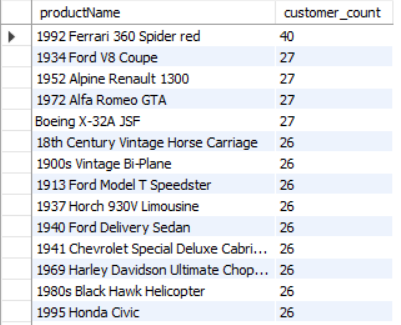 productName customer_count
1992 Ferrari 360 Spider red 40
1934 Ford V8 Coupe 27
1952 Alpine Renault 1300 27
1972 Alfa Romeo GTA 27
Boeing X-32A JSF 27
18th Century Vintage Horse Carriage 26
1900s Vintage Bi-Plane 26
1913 Ford Model T Speedster 26
1937 Horch 930V Limousine 26
1940 Ford Delivery Sedan 26
1941 Chevrolet Special Deluxe Cabri... 26
1969 Harley Davidson Ultimate Chop... 26
1980s Black Hawk Helicopter 26
1995 Honda Civic 26